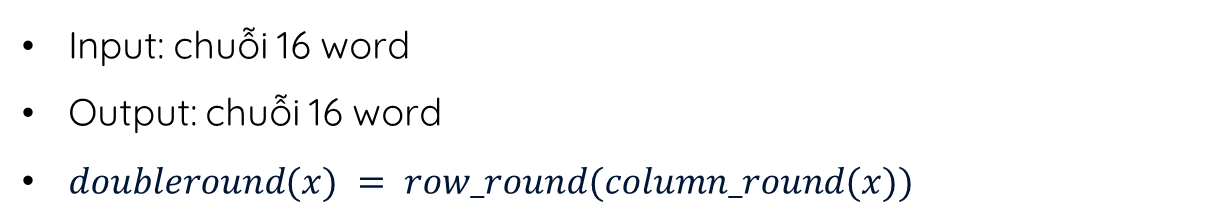 • Input: chuỗi 16 word
• Output: chuỗi 16 word
• doubleround(x) = row_round(column_round(x))